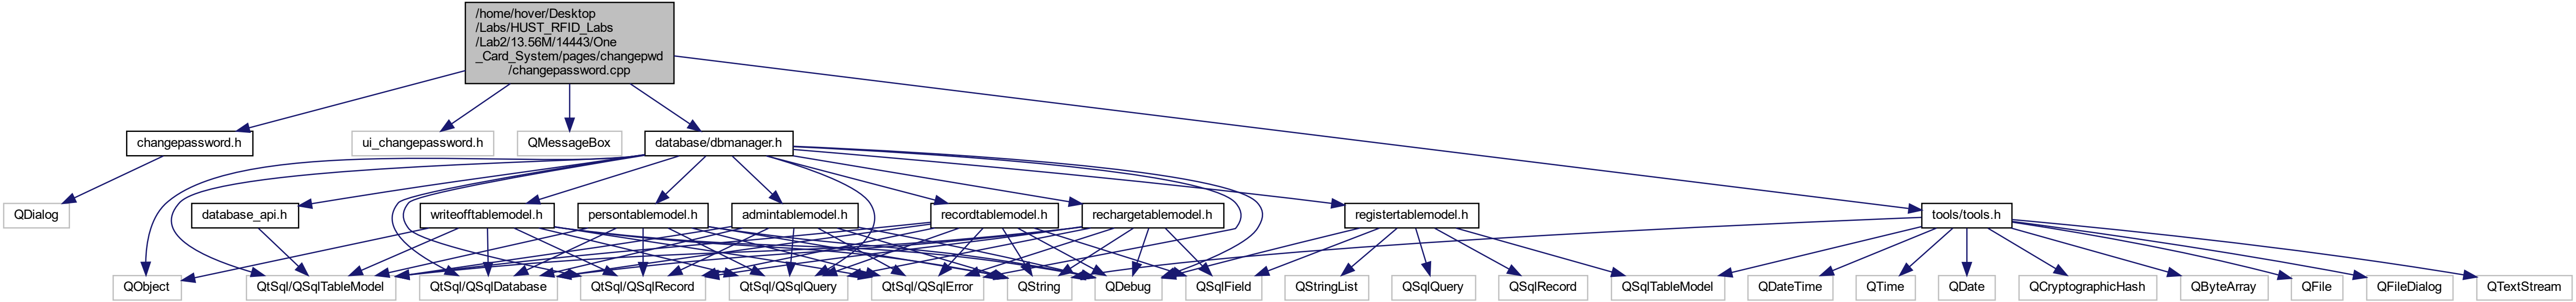 /home/hover/Desktop
/Labs/HUST_RFID_Labs
/Lab2/13.56M/14443/One
_Card_System/pages/changepwd
/changepassword.cpp
changepassword.h
ui_changepassword.h
QMessageBox
database/dbmanager.h
QDialog
database_api.h
writeofftablemodel.h
persontablemodel.h
admintablemodel.h
recordtablemodel.h
rechargetablemodel.h
registertablemodel.h
tools/tools.h
QObject
QtSql/QSqlTableModel
QtSql/QSqlDatabase
QtSql/QSqlRecord
QtSql/QSqlQuery
QtSql/QSqlError
QString
QDebug
QSqlField
QStringList
QSqlQuery
QSqlRecord
QSqlTableModel
QDateTime
QTime
QDate
QCryptographicHash
QByteArray
QFile
QFileDialog
QTextStream